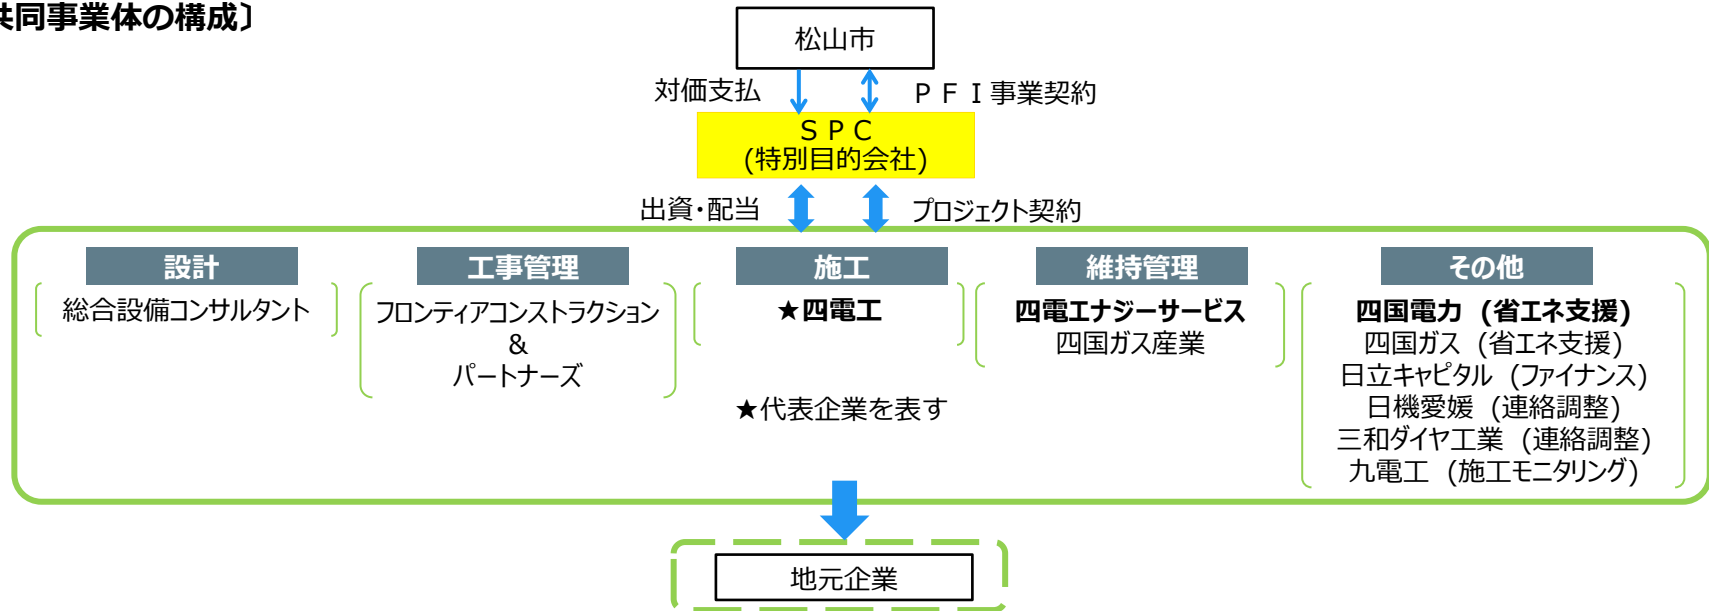 共同事業体の構成〕
松山市
対価支払
ＰＦＩ事業契約
ＳＰＣ
(特別目的会社)
出資・配当
プロジェクト契約
設計
総合設備コンサルタント
工事管理
フロンティアコンストラクション
&
パートナーズ
施工
★四電工
★代表企業を表す
維持管理
四電エナジーサービス
四国ガス産業
その他
四国電力 (省エネ支援)
四国ガス (省エネ支援)
日立キャピタル (ファイナンス)
日機愛媛 (連絡調整)
三和ダイヤ工業 (連絡調整)
九電工 (施工モニタリング)
地元企業